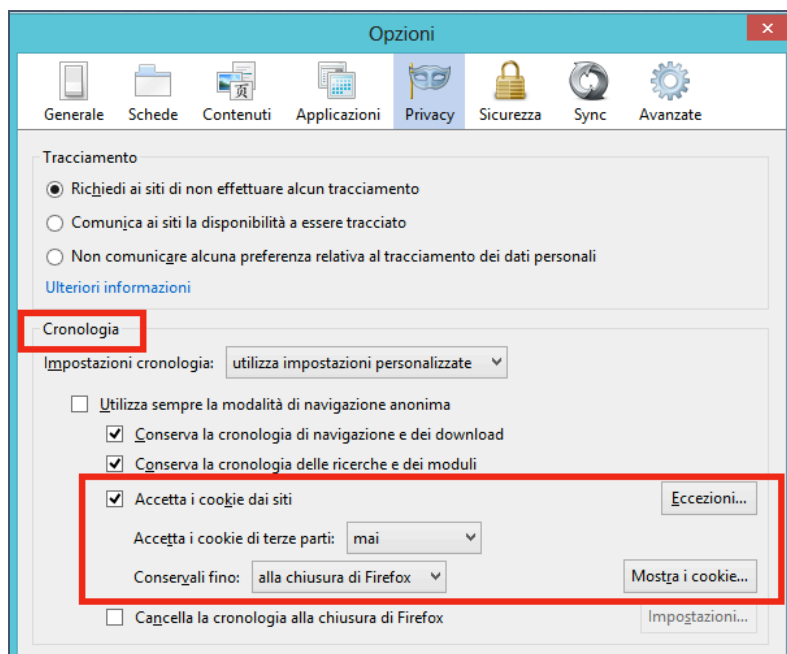 Opzioni
Generale Schede Contenuti Applicazioni Privacy Sicurezza Sync Avanzate
Tracciamento
Richiedi ai siti di non effettuare alcun tracciamento
Comunica ai siti la disponibilità a essere tracciato
Non comunicare alcuna preferenza relativa al tracciamento dei dati personali
Ulteriori informazioni
Cronologia
Impostazioni cronologia: utilizza impostazioni personalizzate
Utilizza sempre la modalità di navigazione anonima
Conserva la cronologia di navigazione e dei download
Conserva la cronologia delle ricerche e dei moduli
Accetta i cookie dai siti Eccezioni...
Accetta i cookie di terze parti: mai
Conservali fino: alla chiusura di Firefox Mostra i cookie...
Cancella la cronologia alla chiusura di Firefox Impostazioni...